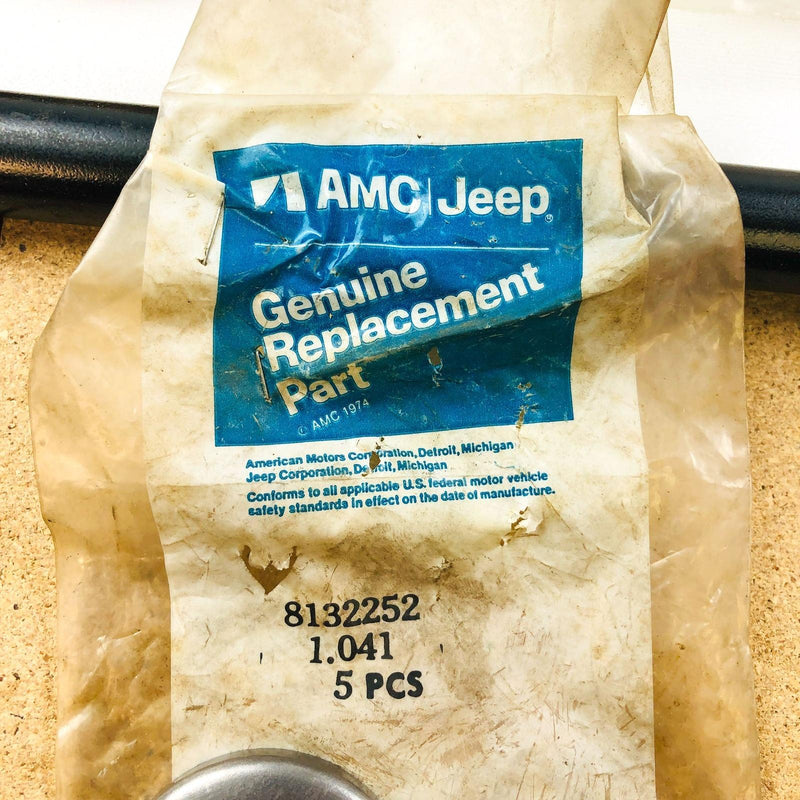 AMC|Jeep®
Genuine
Replacement
Part
© AMC 1974
American Motors Corporation, Detroit, Michigan
Jeep Corporation, Detroit, Michigan
Conforms to all applicable U.S. federal motor vehicle
safety standards in effect on the date of manufacture.
8132252
1.041
5 PCS